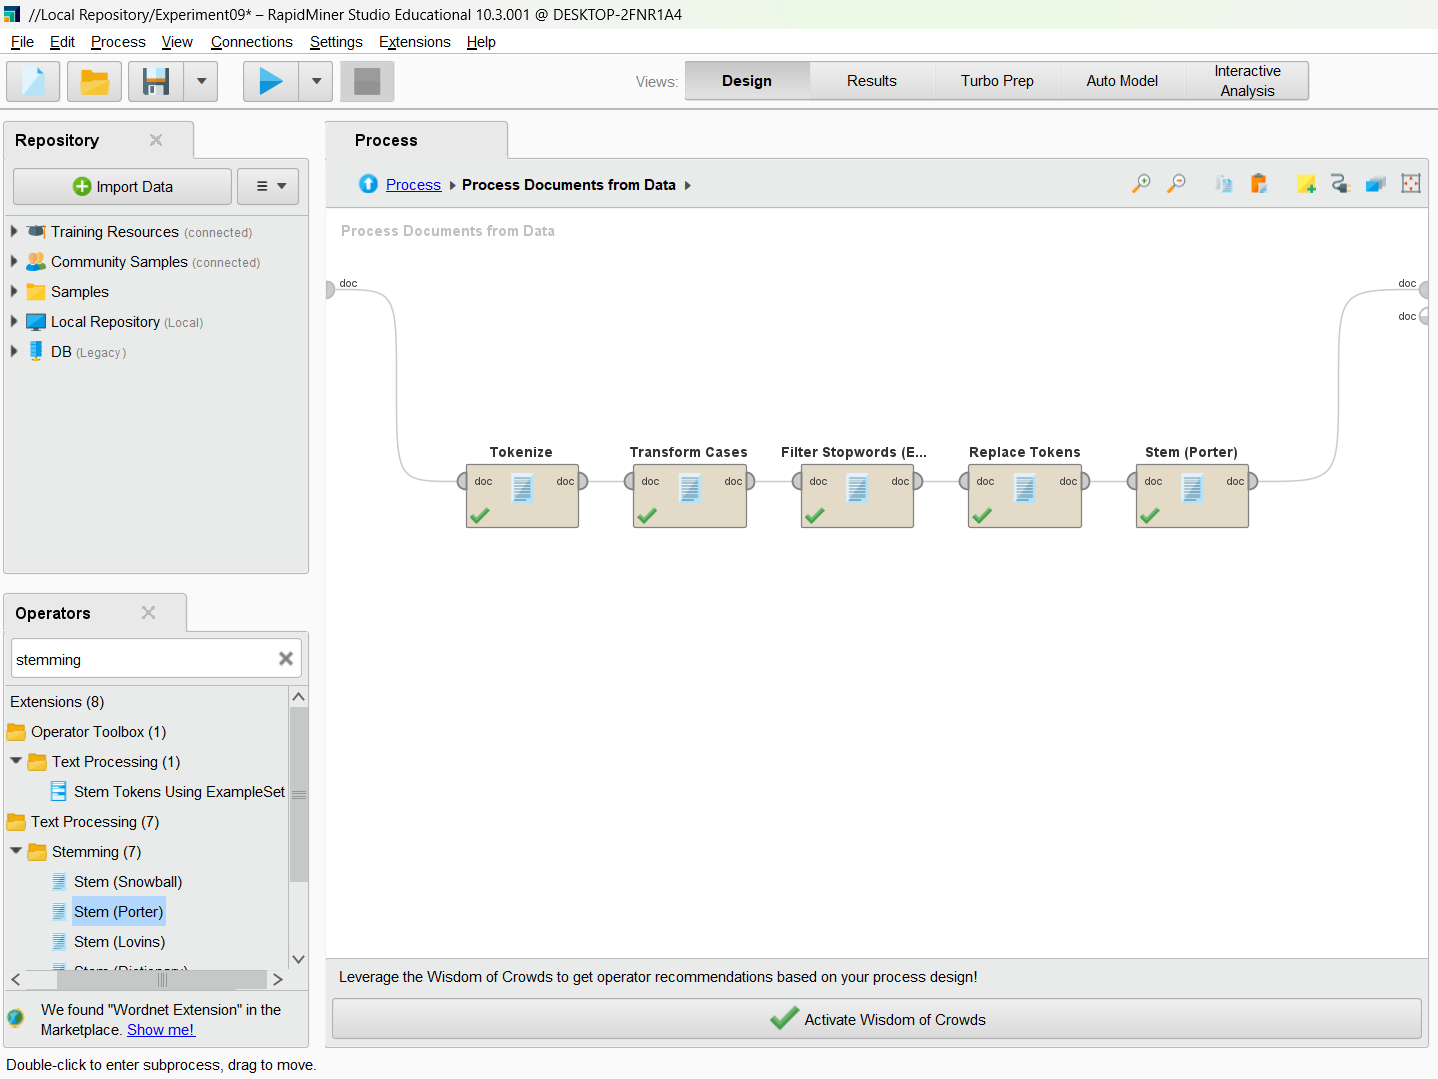 //Local Repository/Experiment09* – RapidMiner Studio Educational 10.3.001 @ DESKTOP-2FNR1A4
File Edit Process View Connections Settings Extensions Help
Views: Design Results Turbo Prep Auto Model Interactive Analysis
Repository
Import Data
Training Resources (connected)
Community Samples (connected)
Samples
Local Repository (Local)
DB (Legacy)
Operators
stemming
Extensions (8)
Operator Toolbox (1)
Text Processing (1)
Stem Tokens Using ExampleSet
Text Processing (7)
Stemming (7)
Stem (Snowball)
Stem (Porter)
Stem (Lovins)
Stem (Dictionary)
We found "Wordnet Extension" in the
Marketplace. Show me!
Process
Process Process Documents from Data
Process Documents from Data
doc doc
doc
Tokenize Transform Cases Filter Stopwords (E... Replace Tokens Stem (Porter)
doc doc doc doc doc doc doc doc doc doc
Leverage the Wisdom of Crowds to get operator recommendations based on your process design!
Activate Wisdom of Crowds
Double-click to enter subprocess, drag to move.